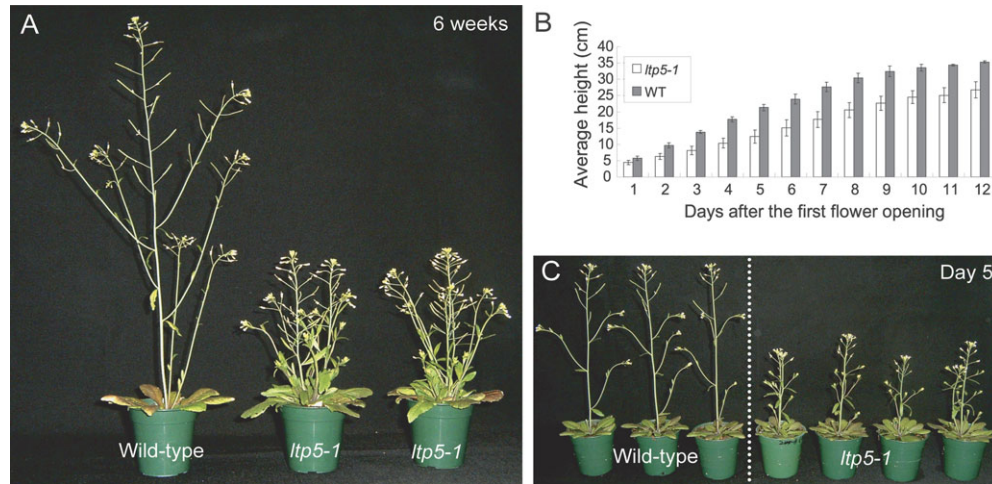 A
6 weeks
Wild-type
ltp5-1
ltp5-1
B
Average height (cm)
40
35
30
25
20
15
10
5
0
ltp5-1
WT
1 2 3 4 5 6 7 8 9 10 11 12
Days after the first flower opening
C
Day 5
Wild-type
ltp5-1